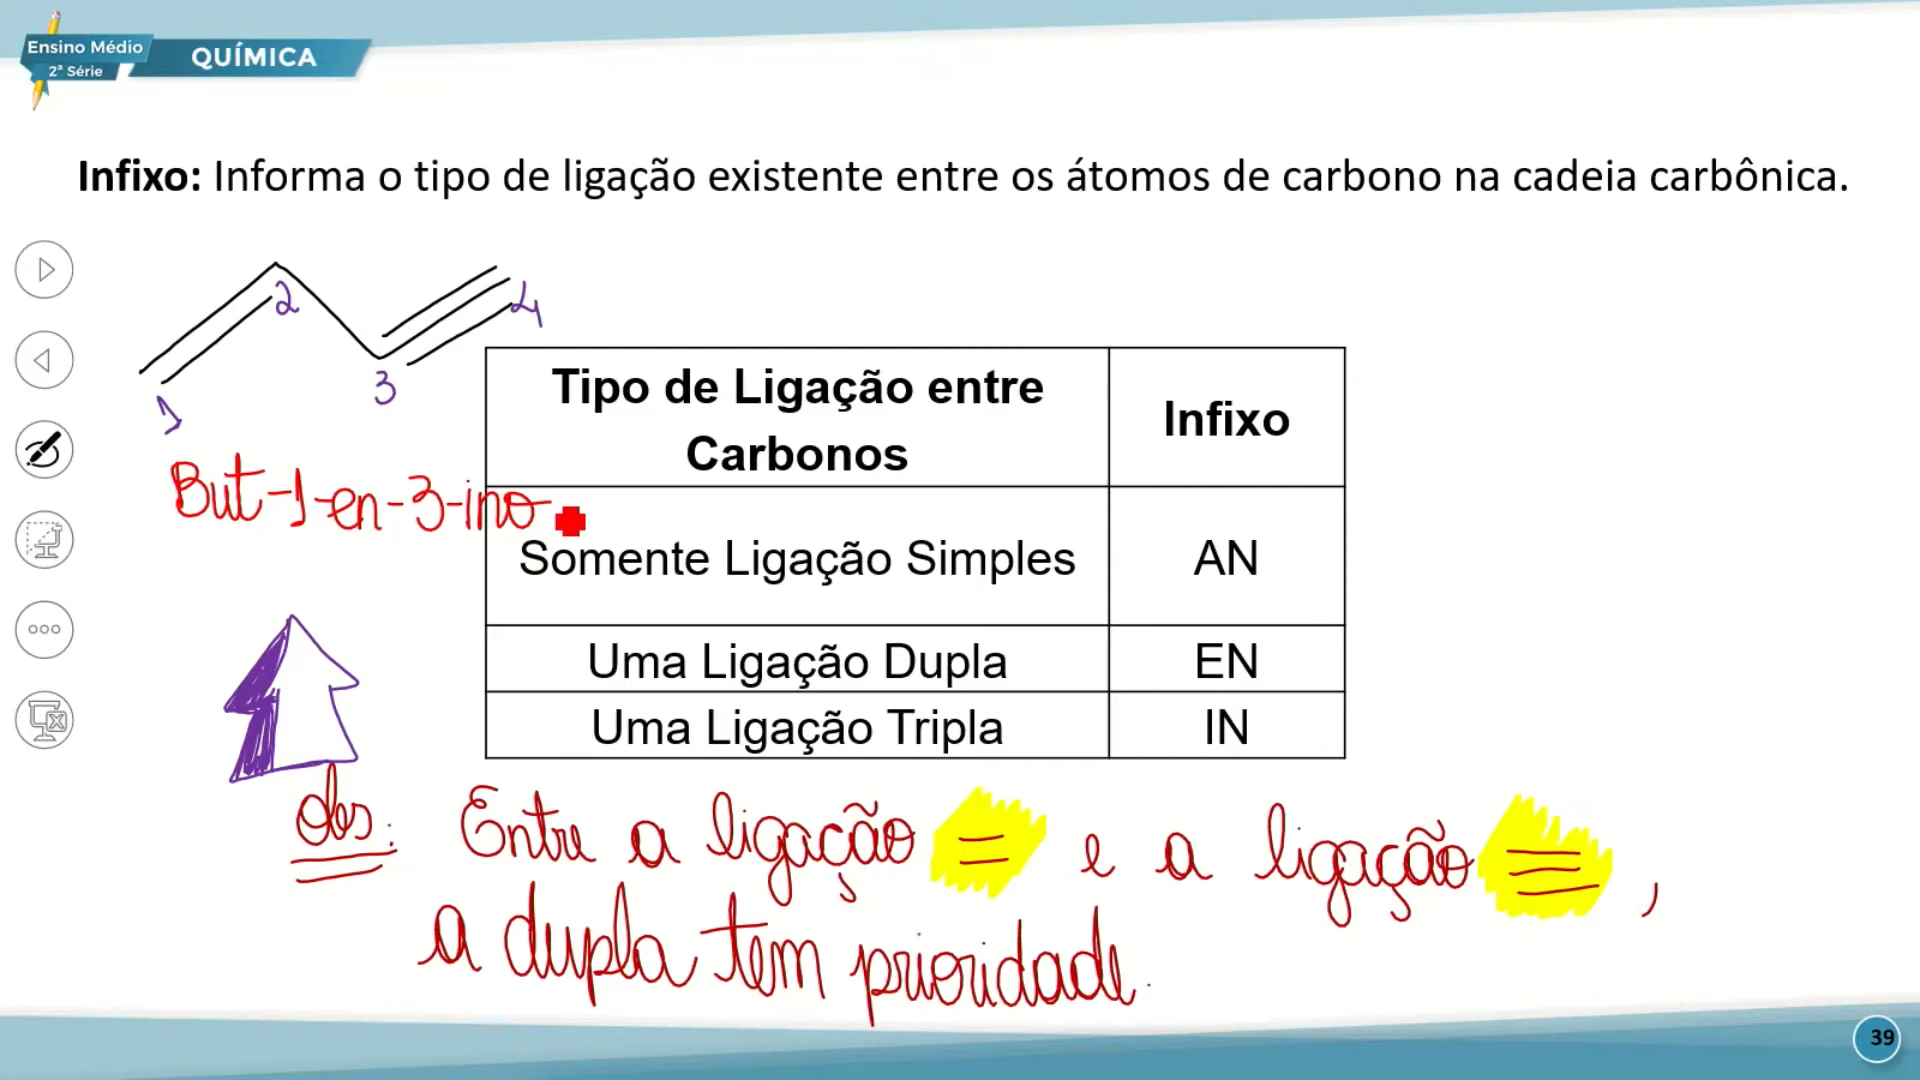 Ensino Médio
2ª Série
QUÍMICA
Infixo: Informa o tipo de ligação existente entre os átomos de carbono na cadeia carbônica.
2
4
3
1
But-1-en-3-ino
Tipo de Ligação entre Carbonos
Infixo
Somente Ligação Simples
AN
Uma Ligação Dupla
EN
Uma Ligação Tripla
IN
obs: Entre a ligação = e a ligação ≡,
a dupla tem prioridade.
39